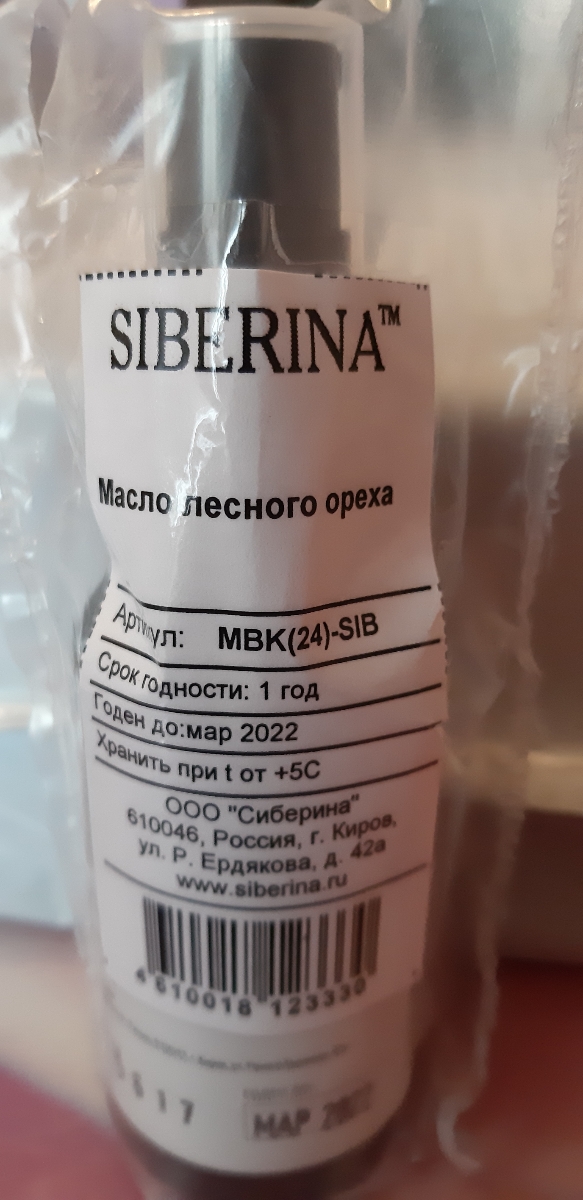 SIBERINA™
Масло лесного ореха
Артикул: MBK(24)-SIB
Срок годности: 1 год
Годен до:мар 2022
Хранить при t от +5С
ООО "Сиберина"
610046, Россия, г. Киров,
ул. Р. Ердякова, д. 42а
www.siberina.ru
4 610018 123330
617
МАР